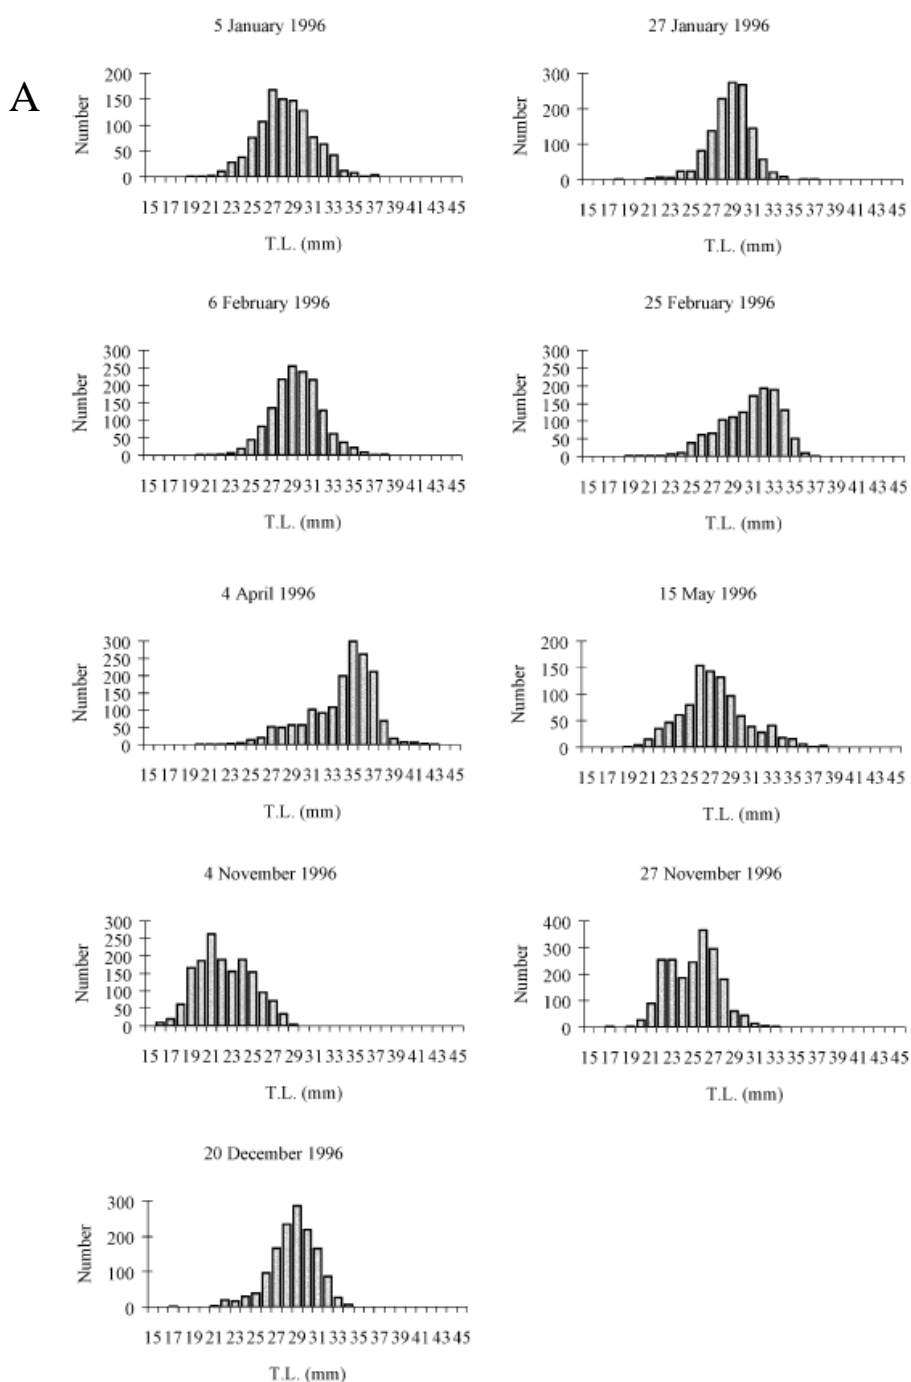 A
5 January 1996
Number
200
150
100
50
0
15 17 19 21 23 25 27 29 31 33 35 37 39 41 43 45
T.L. (mm)
27 January 1996
Number
300
200
100
0
15 17 19 21 23 25 27 29 31 33 35 37 39 41 43 45
T.L. (mm)
6 February 1996
Number
300
250
200
150
100
50
0
15 17 19 21 23 25 27 29 31 33 35 37 39 41 43 45
T.L. (mm)
25 February 1996
Number
300
250
200
150
100
50
0
15 17 19 21 23 25 27 29 31 33 35 37 39 41 43 45
T.L. (mm)
4 April 1996
Number
300
250
200
150
100
50
0
15 17 19 21 23 25 27 29 31 33 35 37 39 41 43 45
T.L. (mm)
15 May 1996
Number
200
150
100
50
0
15 17 19 21 23 25 27 29 31 33 35 37 39 41 43 45
T.L. (mm)
4 November 1996
Number
300
250
200
150
100
50
0
15 17 19 21 23 25 27 29 31 33 35 37 39 41 43 45
T.L. (mm)
27 November 1996
Number
400
300
200
100
0
15 17 19 21 23 25 27 29 31 33 35 37 39 41 43 45
T.L. (mm)
20 December 1996
Number
300
200
100
0
15 17 19 21 23 25 27 29 31 33 35 37 39 41 43 45
T.L. (mm)